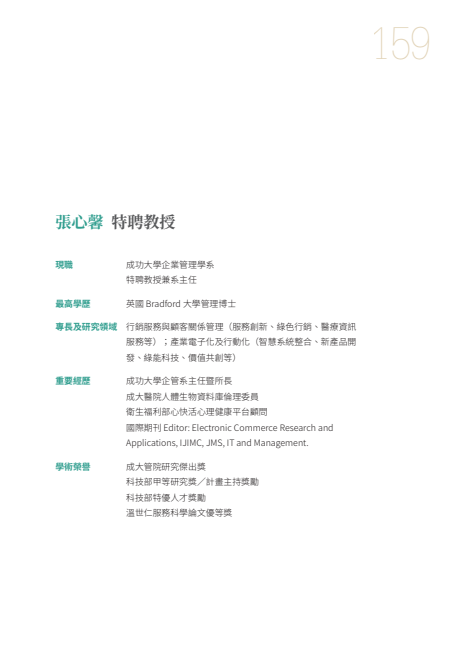 159
張心馨 特聘教授
現職 成功大學企業管理學系
特聘教授兼系主任
最高學歷 英國 Bradford 大學管理博士
專長及研究領域 行銷服務與顧客關係管理（服務創新、綠色行銷、醫療資訊
服務等）；產業電子化及行動化（智慧系統整合、新產品開
發、綠能科技、價值共創等）
重要經歷 成功大學企管系主任暨所長
成大醫院人體生物資料庫倫理委員
衛生福利部心快活心理健康平台顧問
國際期刊 Editor: Electronic Commerce Research and
Applications, IJIMC, JMS, IT and Management.
學術榮譽 成大管院研究傑出獎
科技部甲等研究獎／計畫主持獎勵
科技部特優人才獎勵
溫世仁服務科學論文優等獎